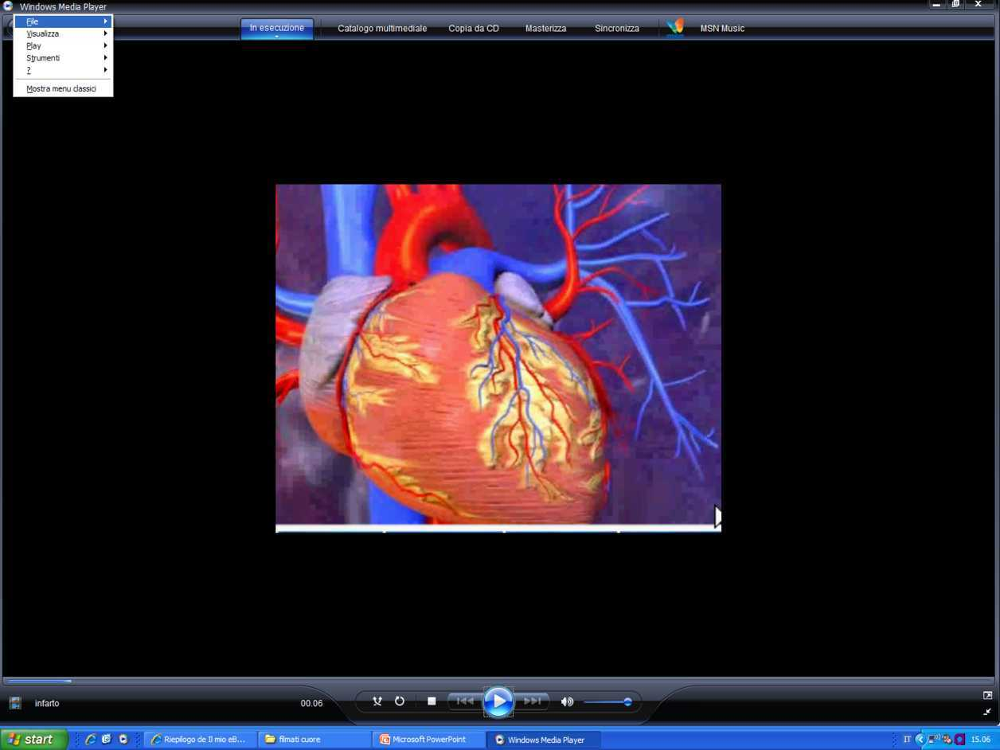 Windows Media Player
File
Visualizza
Play
Strumenti
?
Mostra menu classici
In esecuzione
Catalogo multimediale
Copia da CD
Masterizza
Sincronizza
MSN Music
infarto
00.06
start
Riepilogo de Il mio eB...
filmati cuore
Microsoft PowerPoint
Windows Media Player
IT
15.06